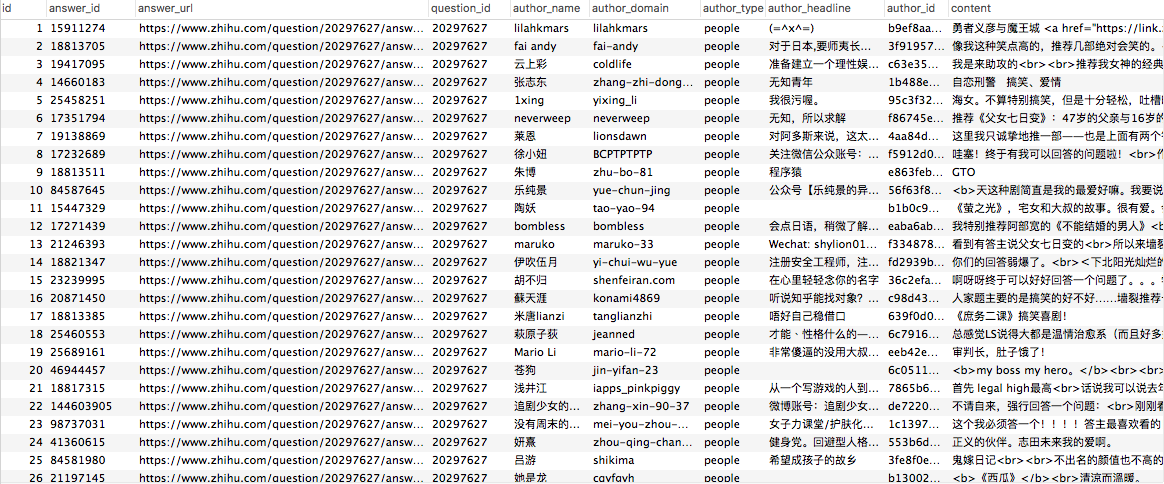 id answer_id answer_url question_id author_name author_domain author_type author_headline author_id content
1 15911274 https://www.zhihu.com/question/20297627/answ... 20297627 lilahkmars lilahkmars people (=^x^=) b9ef8aa... 勇者义彦与魔王城 <a href="https://link.
2 18813705 https://www.zhihu.com/question/20297627/answ... 20297627 fai andy fai-andy people 对于日本,要师夷长... 3f91957... 像我这种笑点高的，推荐几部绝对会笑的。
3 19417095 https://www.zhihu.com/question/20297627/answ... 20297627 云上彩 coldlife people 准备建立一个理性娱... c63e35... 我是来助攻的<br><br>推荐我女神的经典
4 14660183 https://www.zhihu.com/question/20297627/answ... 20297627 张志东 zhang-zhi-dong... people 无知青年 1b488e... 自恋刑警 搞笑、爱情
5 25458251 https://www.zhihu.com/question/20297627/answ... 20297627 1xing yixing_li people 我很污喔。 95c3f32... 海女。不算特别搞笑，但是十分轻松，吐槽
6 17351794 https://www.zhihu.com/question/20297627/answ... 20297627 neverweep neverweep people 无知，所以求解 f86745e... 推荐《父女七日变》：47岁的父亲与16岁的
7 19138869 https://www.zhihu.com/question/20297627/answ... 20297627 莱恩 lionsdawn people 对阿多斯来说，这太... 4aa84d... 这里我只诚挚地推一部——也是上面有两个
8 17232689 https://www.zhihu.com/question/20297627/answ... 20297627 徐小妞 BCPTPTPTP people 关注微信公众账号：... f5912d0... 哇塞！终于有我可以回答的问题啦！<br>作
9 18813511 https://www.zhihu.com/question/20297627/answ... 20297627 朱博 zhu-bo-81 people 程序猿 e863feb... GTO
10 84587645 https://www.zhihu.com/question/20297627/answ... 20297627 乐纯景 yue-chun-jing people 公众号【乐纯景的异... 56f63f8... <b>天这种剧简直是我的最爱好嘛。我要说
11 15447329 https://www.zhihu.com/question/20297627/answ... 20297627 陶妖 tao-yao-94 people b1b0c9... 《萤之光》，宅女和大叔的故事。很有爱。
12 17271439 https://www.zhihu.com/question/20297627/answ... 20297627 bombless bombless people 会点日语，稍微了解... eaba6ab... 我特别推荐阿部宽的《不能结婚的男人》<b
13 21246393 https://www.zhihu.com/question/20297627/answ... 20297627 maruko maruko-33 people Wechat: shylion01... f334878... 看到有答主说父女七日变的<br>所以来墙裂
14 18821347 https://www.zhihu.com/question/20297627/answ... 20297627 伊吹伍月 yi-chui-wu-yue people 注册安全工程师，注... fd2939b... 你们的回答弱爆了。<br><下北阳光灿烂的
15 23239995 https://www.zhihu.com/question/20297627/answ... 20297627 胡不归 shenfeiran.com people 在心里轻轻念你的名字 36c2efa... 啊呀呀终于可以好好回答一个问题了。。。
16 20871450 https://www.zhihu.com/question/20297627/answ... 20297627 蘇天涯 konami4869 people 听说知乎能找对象？... c98d43... 人家题主要的是搞笑的好不好……墙裂推荐
17 18813385 https://www.zhihu.com/question/20297627/answ... 20297627 米唐lianzi tanglianzhi people 唔好自己稳借口 639f0d0... 《庶务二课》搞笑喜剧！
18 25460553 https://www.zhihu.com/question/20297627/answ... 20297627 萩原子荻 jeanned people 才能、性格什么的一... 6c7916... 总感觉LS说得大都是温情治愈系（而且好多
19 25689161 https://www.zhihu.com/question/20297627/answ... 20297627 Mario Li mario-li-72 people 非常傻逼的没用大叔... eeb42e... 审判长，肚子饿了！
20 46944457 https://www.zhihu.com/question/20297627/answ... 20297627 苍狗 jin-yifan-23 people 6c0511... <b>my boss my hero。</b><br><br>
21 18817315 https://www.zhihu.com/question/20297627/answ... 20297627 浅井江 iapps_pinkpiggy people 从一个写游戏的人到... 7865b6... 首先 legal high最高<br>话说我可以说去年
22 144603905 https://www.zhihu.com/question/20297627/answ... 20297627 追剧少女的... zhang-xin-90-37 people 微博账号：追剧少女... de7220... 不请自来，强行回答一个问题：<br>刚刚看
23 98737031 https://www.zhihu.com/question/20297627/answ... 20297627 没有周末的... mei-you-zhou-... people 女子力课堂/护肤化... 1c1397... 这个我必须答一个！！！！答主最喜欢看的
24 41360615 https://www.zhihu.com/question/20297627/answ... 20297627 妍熹 zhou-qing-chan... people 健身党。回避型人格... 553b6d... 正义的伙伴。志田未来我的爱啊。
25 84581980 https://www.zhihu.com/question/20297627/answ... 20297627 吕游 shikima people 希望成孩子的故乡 3fe8f0e... 鬼嫁日记<br><br>不出名的颜值也不高的
26 21197145 https://www.zhihu.com/question/20297627/answ... 20297627 她是龙 cgvfgvh people b13002... <b>《西瓜》</b><br>清凉而溫暖。